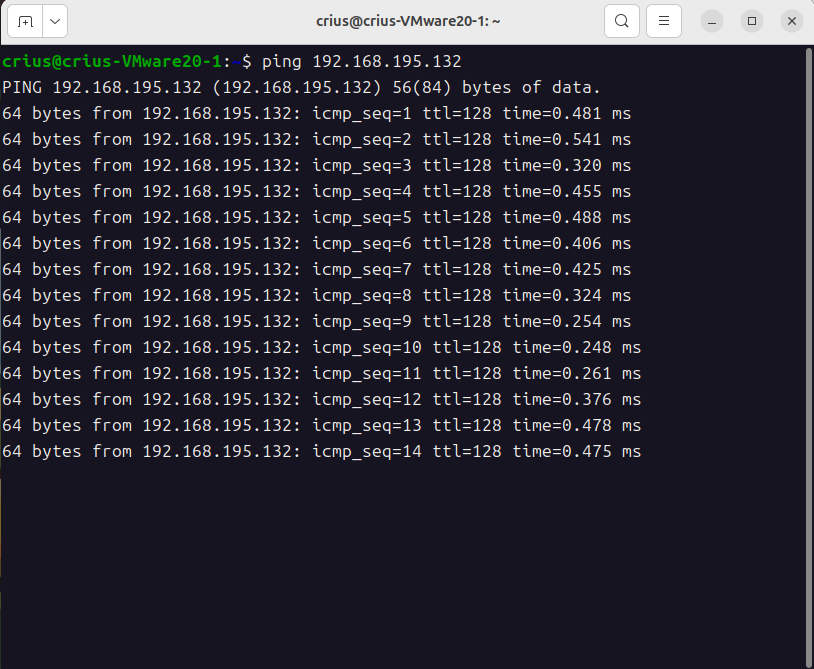 crius@crius-VMware20-1: ~
crius@crius-VMware20-1:~$ ping 192.168.195.132
PING 192.168.195.132 (192.168.195.132) 56(84) bytes of data.
64 bytes from 192.168.195.132: icmp_seq=1 ttl=128 time=0.481 ms
64 bytes from 192.168.195.132: icmp_seq=2 ttl=128 time=0.541 ms
64 bytes from 192.168.195.132: icmp_seq=3 ttl=128 time=0.320 ms
64 bytes from 192.168.195.132: icmp_seq=4 ttl=128 time=0.455 ms
64 bytes from 192.168.195.132: icmp_seq=5 ttl=128 time=0.488 ms
64 bytes from 192.168.195.132: icmp_seq=6 ttl=128 time=0.406 ms
64 bytes from 192.168.195.132: icmp_seq=7 ttl=128 time=0.425 ms
64 bytes from 192.168.195.132: icmp_seq=8 ttl=128 time=0.324 ms
64 bytes from 192.168.195.132: icmp_seq=9 ttl=128 time=0.254 ms
64 bytes from 192.168.195.132: icmp_seq=10 ttl=128 time=0.248 ms
64 bytes from 192.168.195.132: icmp_seq=11 ttl=128 time=0.261 ms
64 bytes from 192.168.195.132: icmp_seq=12 ttl=128 time=0.376 ms
64 bytes from 192.168.195.132: icmp_seq=13 ttl=128 time=0.478 ms
64 bytes from 192.168.195.132: icmp_seq=14 ttl=128 time=0.475 ms